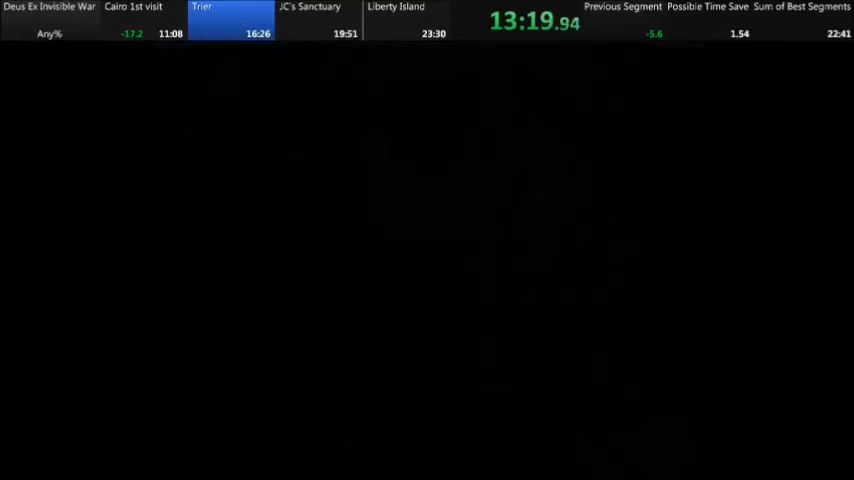 Deus Ex Invisible War
Any%
Cairo 1st visit
-17.2 11:08
Trier
16:26
JC's Sanctuary
19:51
Liberty Island
23:30
13:19.94
Previous Segment
-5.6
Possible Time Save
1.54
Sum of Best Segments
22:41